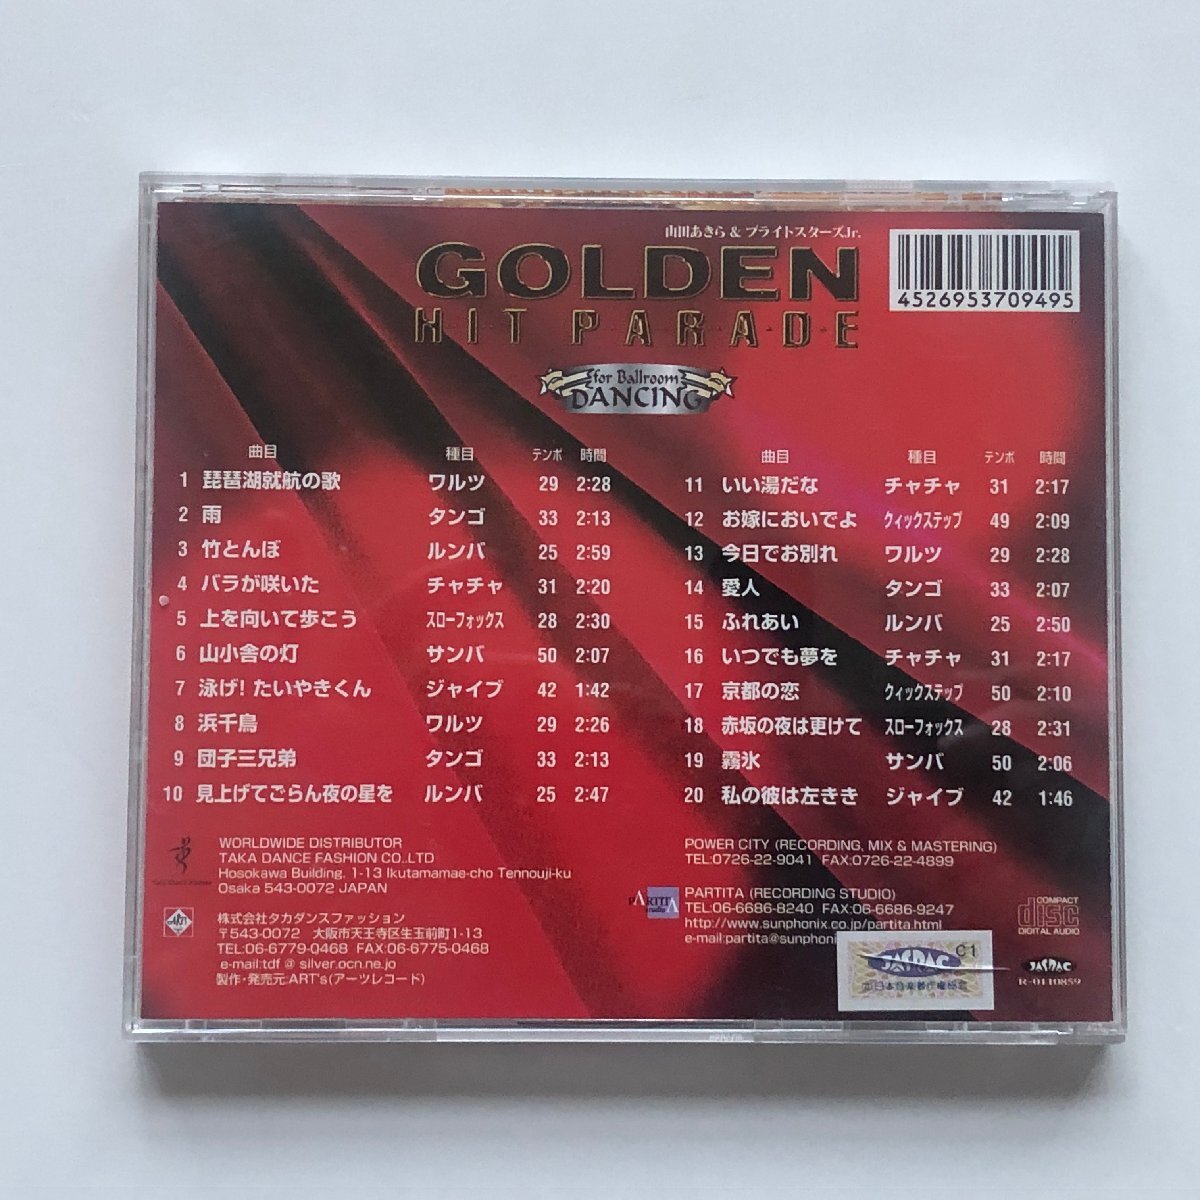 山田あきら & ブライトスターズJr.
GOLDEN
HIT PARADE
for Ballroom
DANCING
4526953709495
曲目 種目 テンポ 時間
1 琵琶湖就航の歌 ワルツ 29 2:28
2 雨 タンゴ 33 2:13
3 竹とんぼ ルンバ 25 2:59
4 バラが咲いた チャチャ 31 2:20
5 上を向いて歩こう スローフォックス 28 2:30
6 山小舎の灯 サンバ 50 2:07
7 泳げ!たいやきくん ジャイブ 42 1:42
8 浜千鳥 ワルツ 29 2:26
9 団子三兄弟 タンゴ 33 2:13
10 見上げてごらん夜の星を ルンバ 25 2:47
曲目 種目 テンポ 時間
11 いい湯だな チャチャ 31 2:17
12 お嫁においでよ クィックステップ 49 2:09
13 今日でお別れ ワルツ 29 2:28
14 愛人 タンゴ 33 2:07
15 ふれあい ルンバ 25 2:50
16 いつでも夢を チャチャ 31 2:17
17 京都の恋 クィックステップ 50 2:10
18 赤坂の夜は更けて スローフォックス 28 2:31
19 霧氷 サンバ 50 2:06
20 私の彼は左きき ジャイブ 42 1:46
WORLDWIDE DISTRIBUTOR
TAKA DANCE FASHION CO.,LTD
Hosokawa Building, 1-13 Ikutamamae-cho Tennouji-ku
Osaka 543-0072 JAPAN
ART
株式会社タカダンスファッション
〒543-0072 大阪市天王寺区生玉前町1-13
TEL:06-6779-0468 FAX:06-6775-0468
e-mail:tdf @ silver.ocn.ne.jo
製作・発売元:ART's(アーツレコード)
POWER CITY (RECORDING, MIX & MASTERING)
TEL:0726-22-9041 FAX:0726-22-4899
PARTITA studio
PARTITA (RECORDING STUDIO)
TEL:06-6686-8240 FAX:06-6686-9247
http://www.sunphonix.co.jp/partita.html
e-mail:partita@sunphonix
C1
JASRAC
COMPACT
disc
DIGITAL AUDIO
JASRAC
R-0110859